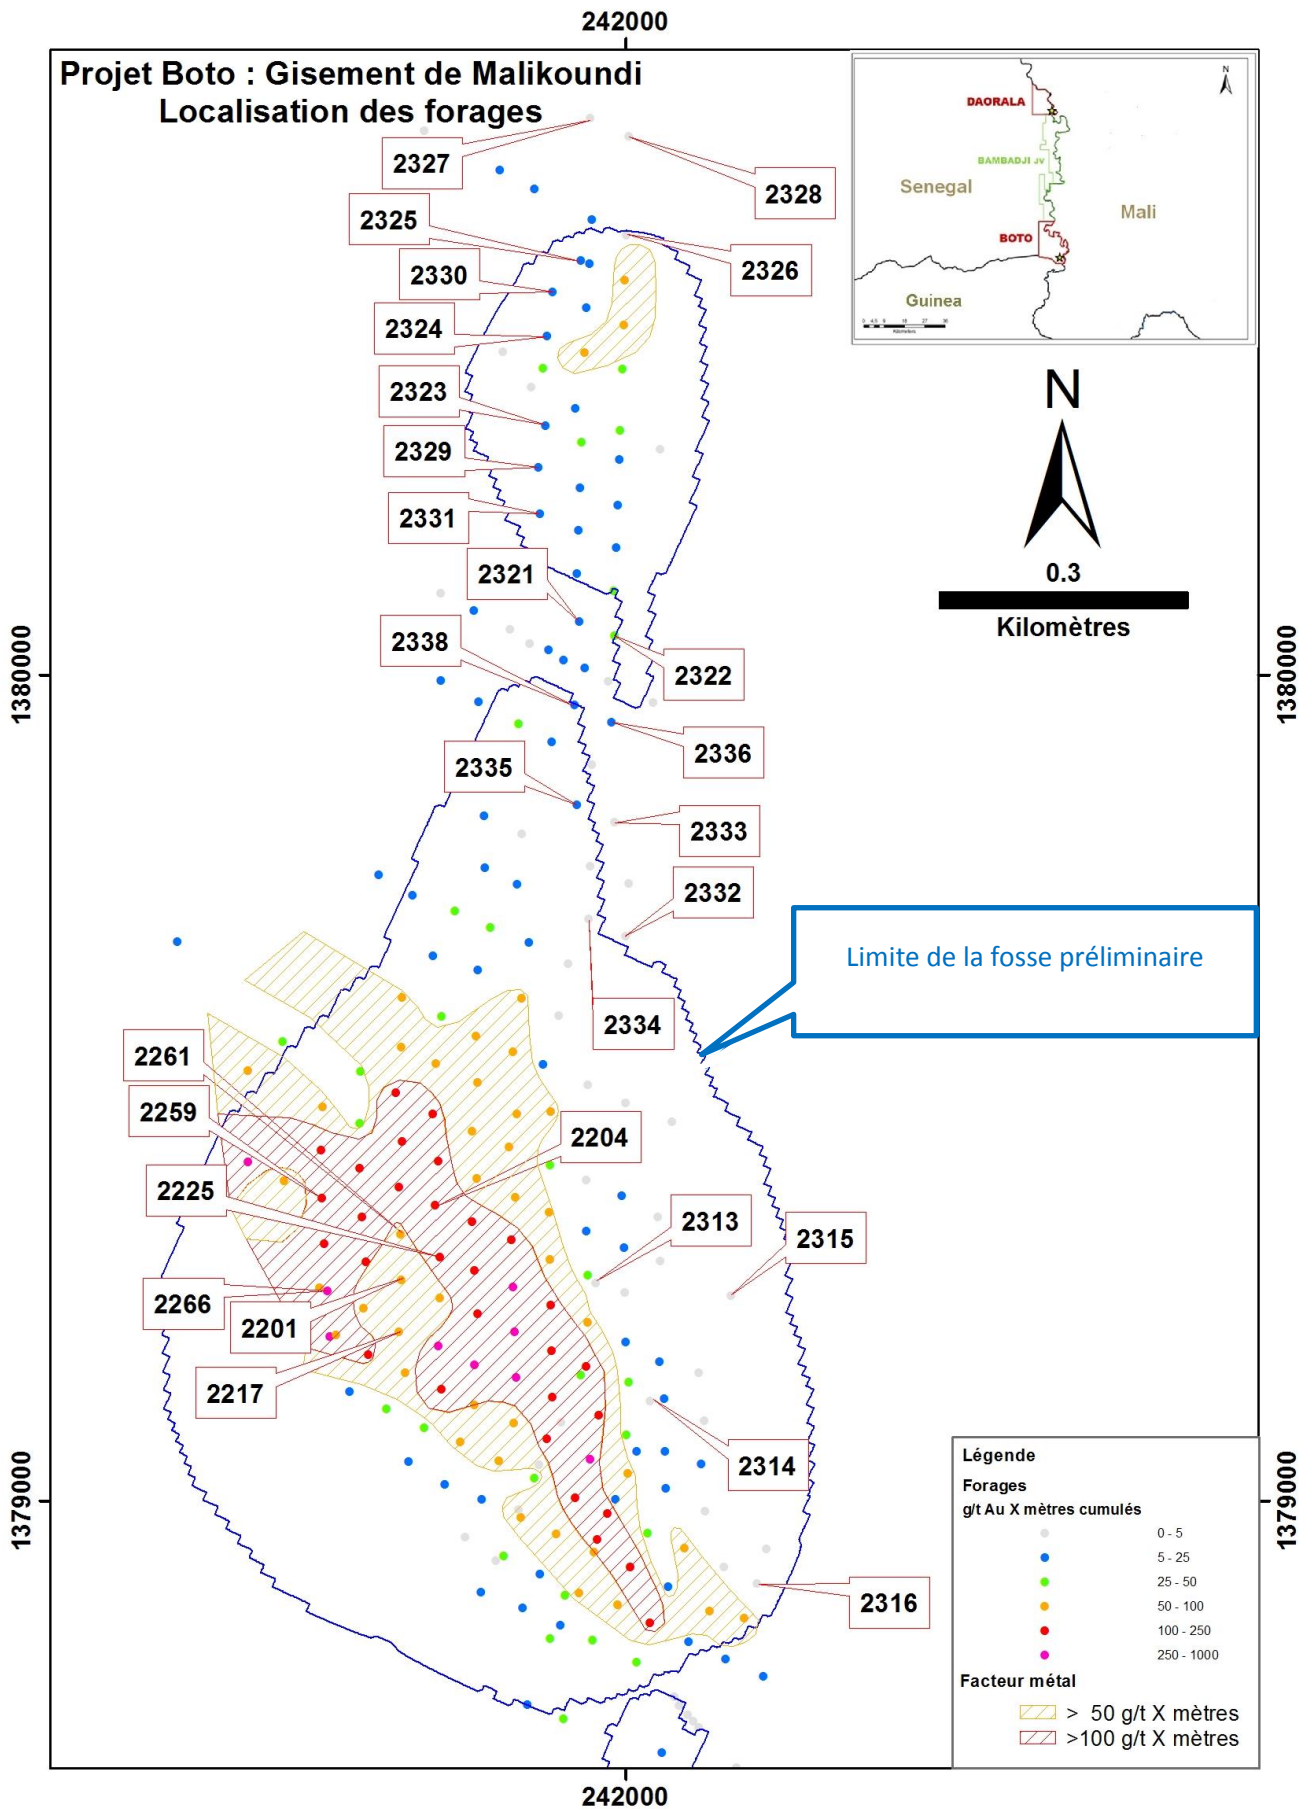 242000
Projet Boto : Gisement de Malikoundi
Localisation des forages
N
DAORALA
BAMBADJI JV
Senegal
Mali
BOTO
Guinea
Kilometers
2327
2328
2325
2326
2330
2324
2323
2329
2331
2321
2338
2322
2336
2335
2333
2332
2334
N
0.3
Kilomètres
1380000
1380000
Limite de la fosse préliminaire
2261
2259
2204
2225
2313
2315
2266
2201
2217
2314
2316
1379000
1379000
Légende
Forages
g/t Au X mètres cumulés
0 - 5
5 - 25
25 - 50
50 - 100
100 - 250
250 - 1000
Facteur métal
> 50 g/t X mètres
>100 g/t X mètres
242000